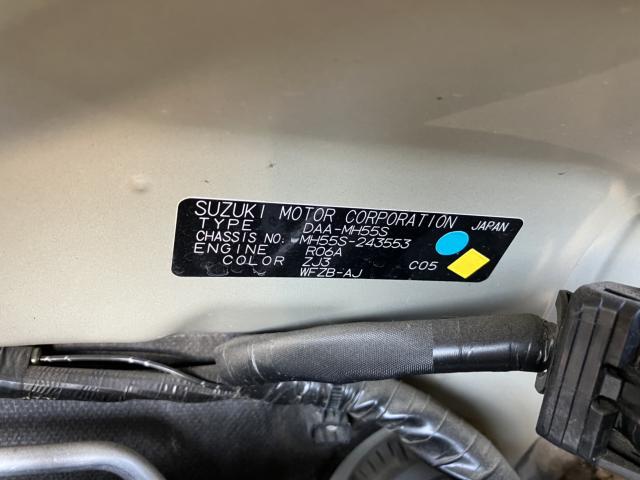 SUZUKI MOTOR CORPORATION JAPAN
TYPE DAA-MH55S
CHASSIS NO. MH55S-243553
ENGINE R06A
COLOR ZJ3 C05
WFZB-AJ